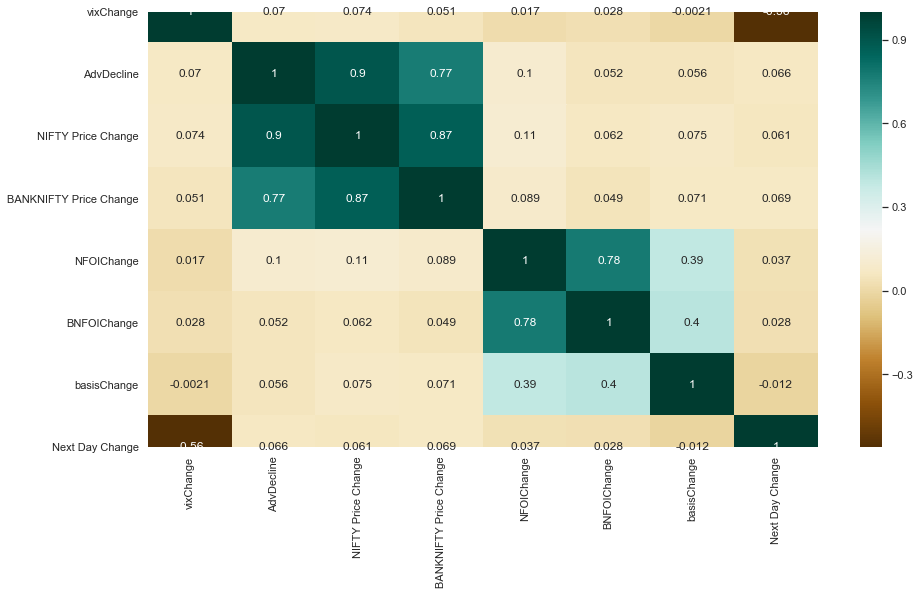 vixChange 1 0.07 0.074 0.051 0.017 0.028 -0.0021 -0.56
AdvDecline 0.07 1 0.9 0.77 0.1 0.052 0.056 0.066
NIFTY Price Change 0.074 0.9 1 0.87 0.11 0.062 0.075 0.061
BANKNIFTY Price Change 0.051 0.77 0.87 1 0.089 0.049 0.071 0.069
NFOIChange 0.017 0.1 0.11 0.089 1 0.78 0.39 0.037
BNFOIChange 0.028 0.052 0.062 0.049 0.78 1 0.4 0.028
basisChange -0.0021 0.056 0.075 0.071 0.39 0.4 1 -0.012
Next Day Change -0.56 0.066 0.061 0.069 0.037 0.028 -0.012 1
vixChange
AdvDecline
NIFTY Price Change
BANKNIFTY Price Change
NFOIChange
BNFOIChange
basisChange
Next Day Change
0.9
0.6
0.3
0.0
-0.3